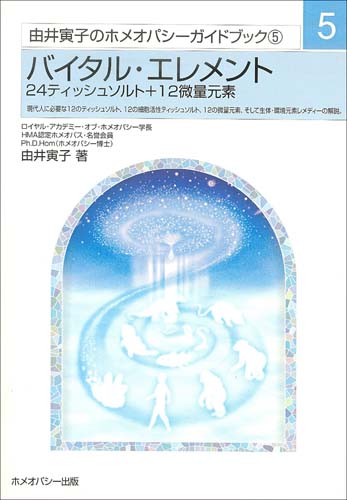 由井寅子のホメオパシーガイドブック⑤
5
バイタル・エレメント
24ティッシュソルト＋12微量元素
現代人に必要な12のティッシュソルト、12の細胞活性ティッシュソルト、12の微量元素、そして生体・環境元素レメディーの解説。
ロイヤル・アカデミー・オブ・ホメオパシー学長
HMA認定ホメオパス・名誉会員
Ph.D.Hom（ホメオパシー博士）
由井寅子 著
ホメオパシー出版